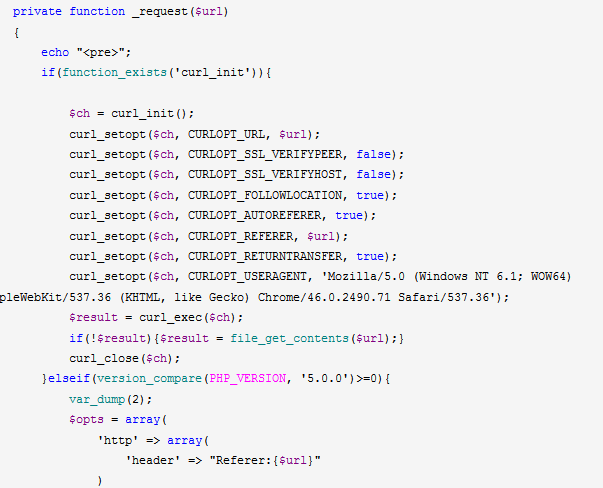 private function _request($url)
{
echo "<pre>";
if(function_exists('curl_init')){
$ch = curl_init();
curl_setopt($ch, CURLOPT_URL, $url);
curl_setopt($ch, CURLOPT_SSL_VERIFYPEER, false);
curl_setopt($ch, CURLOPT_SSL_VERIFYHOST, false);
curl_setopt($ch, CURLOPT_FOLLOWLOCATION, true);
curl_setopt($ch, CURLOPT_AUTOREFERER, true);
curl_setopt($ch, CURLOPT_REFERER, $url);
curl_setopt($ch, CURLOPT_RETURNTRANSFER, true);
curl_setopt($ch, CURLOPT_USERAGENT, 'Mozilla/5.0 (Windows NT 6.1; WOW64)
pleWebKit/537.36 (KHTML, like Gecko) Chrome/46.0.2490.71 Safari/537.36');
$result = curl_exec($ch);
if(!$result){$result = file_get_contents($url);}
curl_close($ch);
}elseif(version_compare(PHP_VERSION, '5.0.0')>=0){
var_dump(2);
$opts = array(
'http' => array(
'header' => "Referer:{$url}"
)